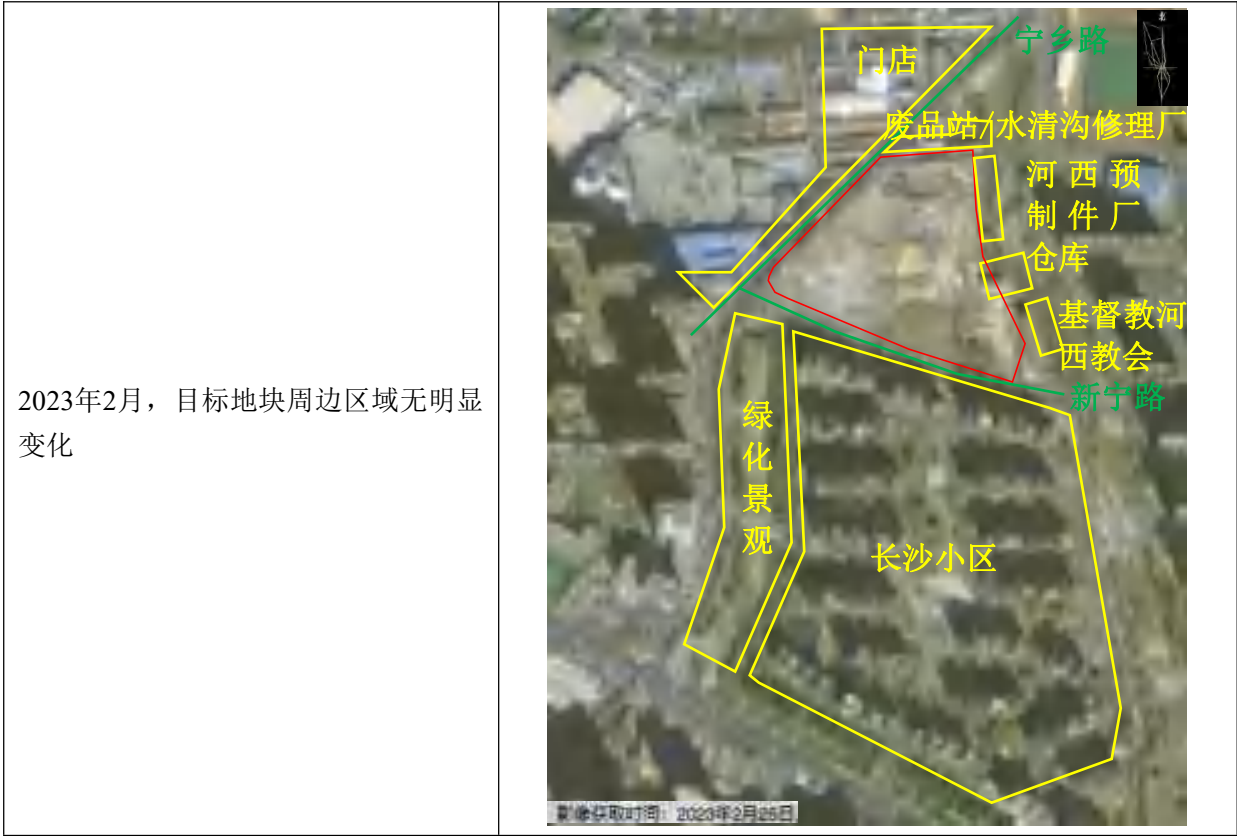 2023年2月，目标地块周边区域无明显
变化
北
宁乡路
门店
废品站/水清沟修理厂
河西预
制件厂
仓库
基督教河
西教会
新宁路
绿
化
景
观
长沙小区
影像获取时间：2023年2月26日